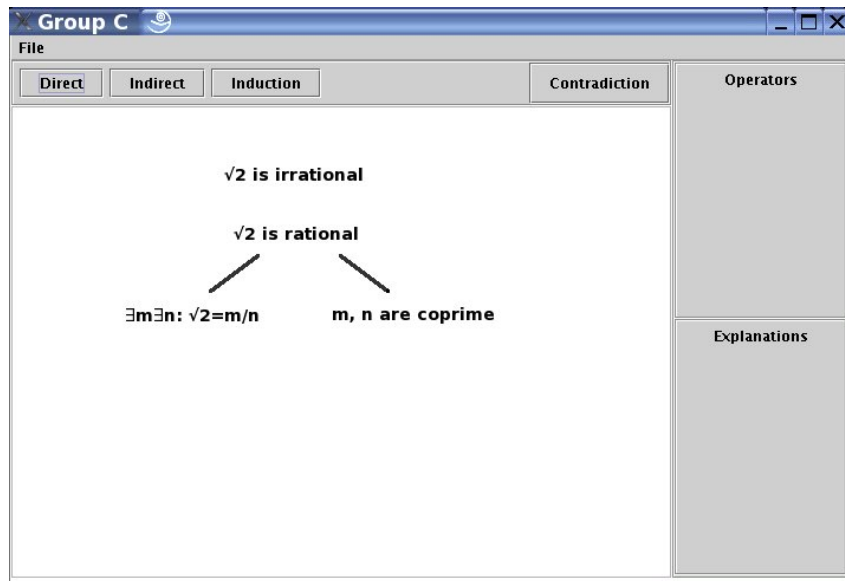 Group C
File
Direct Indirect Induction Contradiction Operators
√2 is irrational
√2 is rational
∃m∃n: √2=m/n m, n are coprime
Explanations